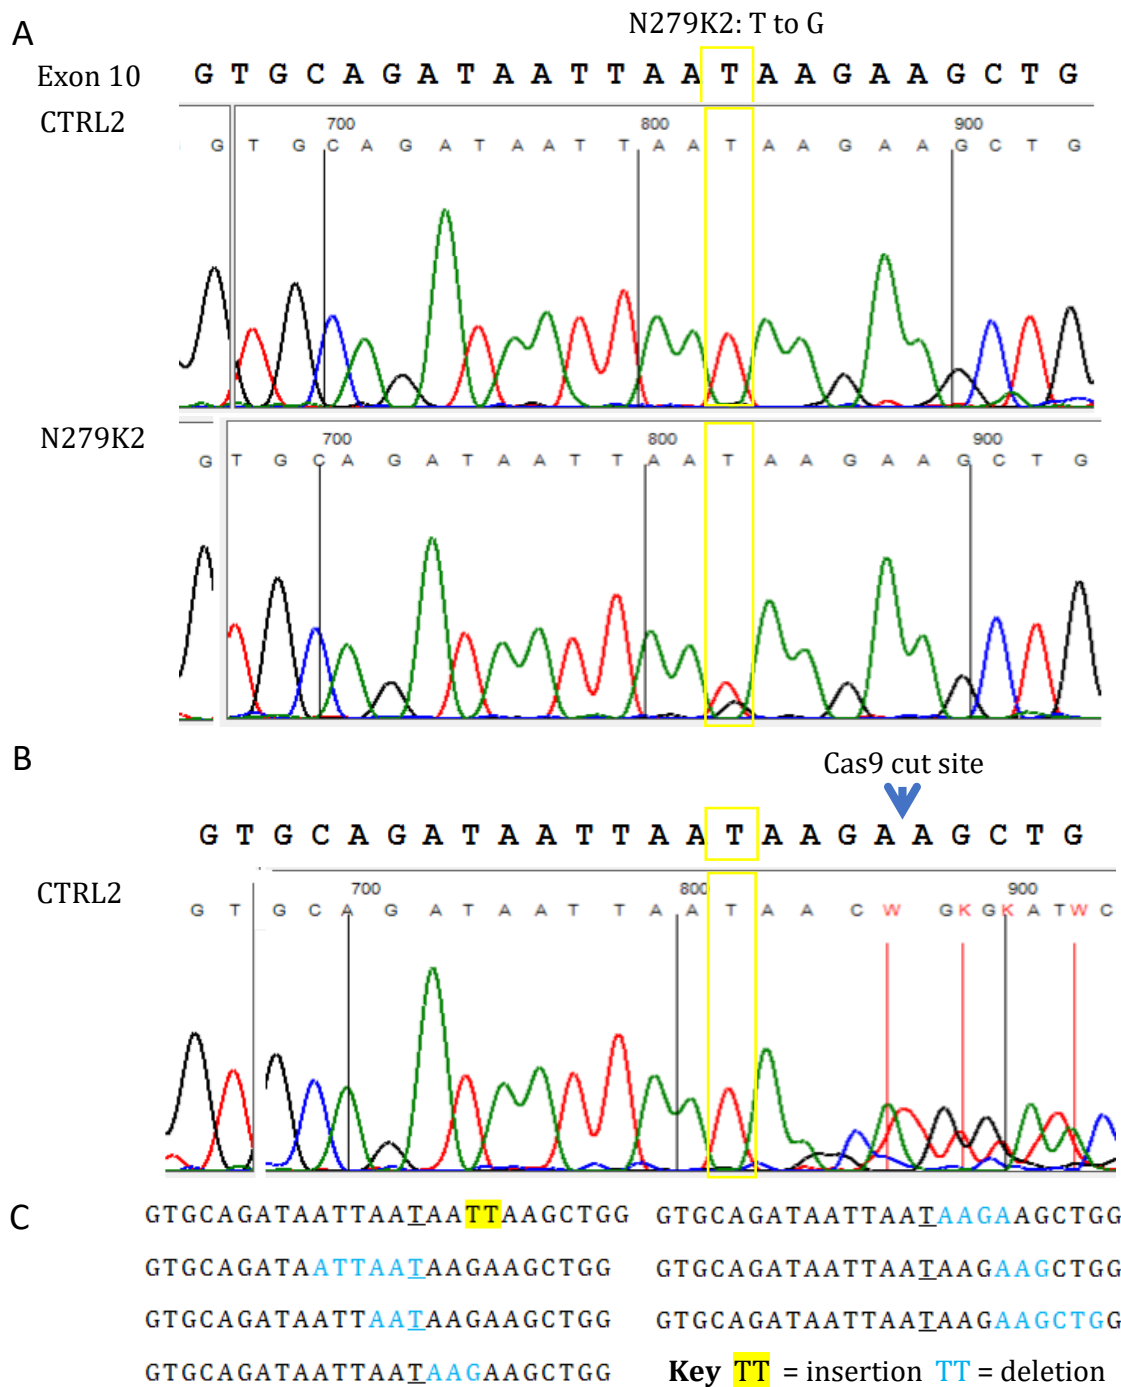 A
N279K2: T to G
Exon 10 G T G C A G A T A A T T A A T A A G A A G C T G
CTRL2
700 800 900
G T G C A G A T A A T T A A T A A G A A G C T G
N279K2
700 800 900
G T G C A G A T A A T T A A T A A G A A G C T G
B
Cas9 cut site
G T G C A G A T A A T T A A T A A G A A G C T G
CTRL2
700 800 900
G T G C A G A T A A T T A A T A A C W G K G K A T W C
C
GTGCAGATAATTAATAATTAAGCTGG GTGCAGATAATTAATAAGAAGCTGG
GTGCAGATAATTAATAAGAAGCTGG GTGCAGATAATTAATAAGAAGCTGG
GTGCAGATAATTAATAAGAAGCTGG GTGCAGATAATTAATAAGAAGCTGG
GTGCAGATAATTAATAAGAAGCTGG Key TT = insertion TT = deletion